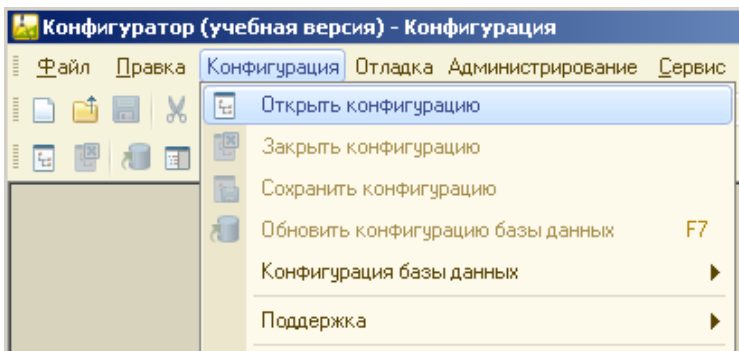 Конфигуратор (учебная версия) - Конфигурация
Файл Правка Конфигурация Отладка Администрирование Сервис
Открыть конфигурацию
Закрыть конфигурацию
Сохранить конфигурацию
Обновить конфигурацию базы данных F7
Конфигурация базы данных
Поддержка